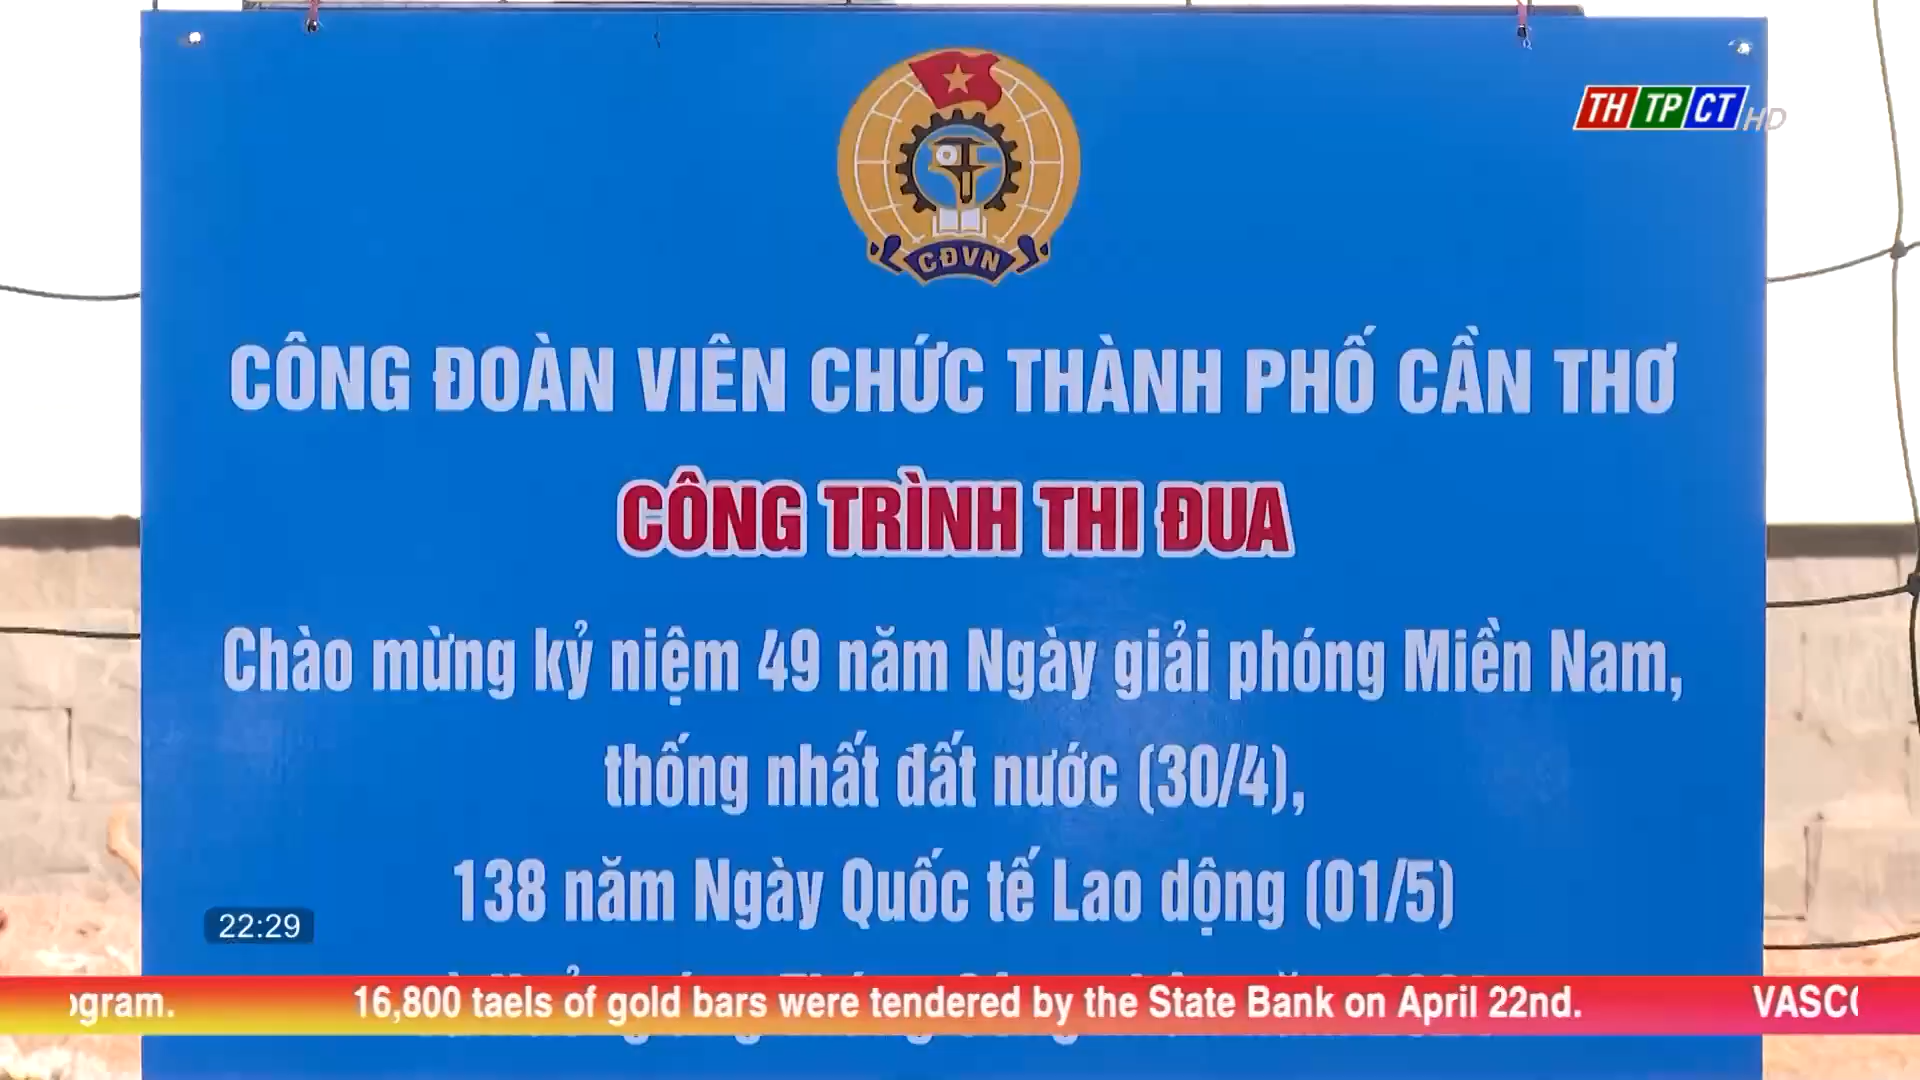 TH TP CT HD
CĐVN
CÔNG ĐOÀN VIÊN CHỨC THÀNH PHỐ CẦN THƠ
CÔNG TRÌNH THI ĐUA
Chào mừng kỷ niệm 49 năm Ngày giải phóng Miền Nam,
thống nhất đất nước (30/4),
138 năm Ngày Quốc tế Lao động (01/5)
22:29
16,800 taels of gold bars were tendered by the State Bank on April 22nd.